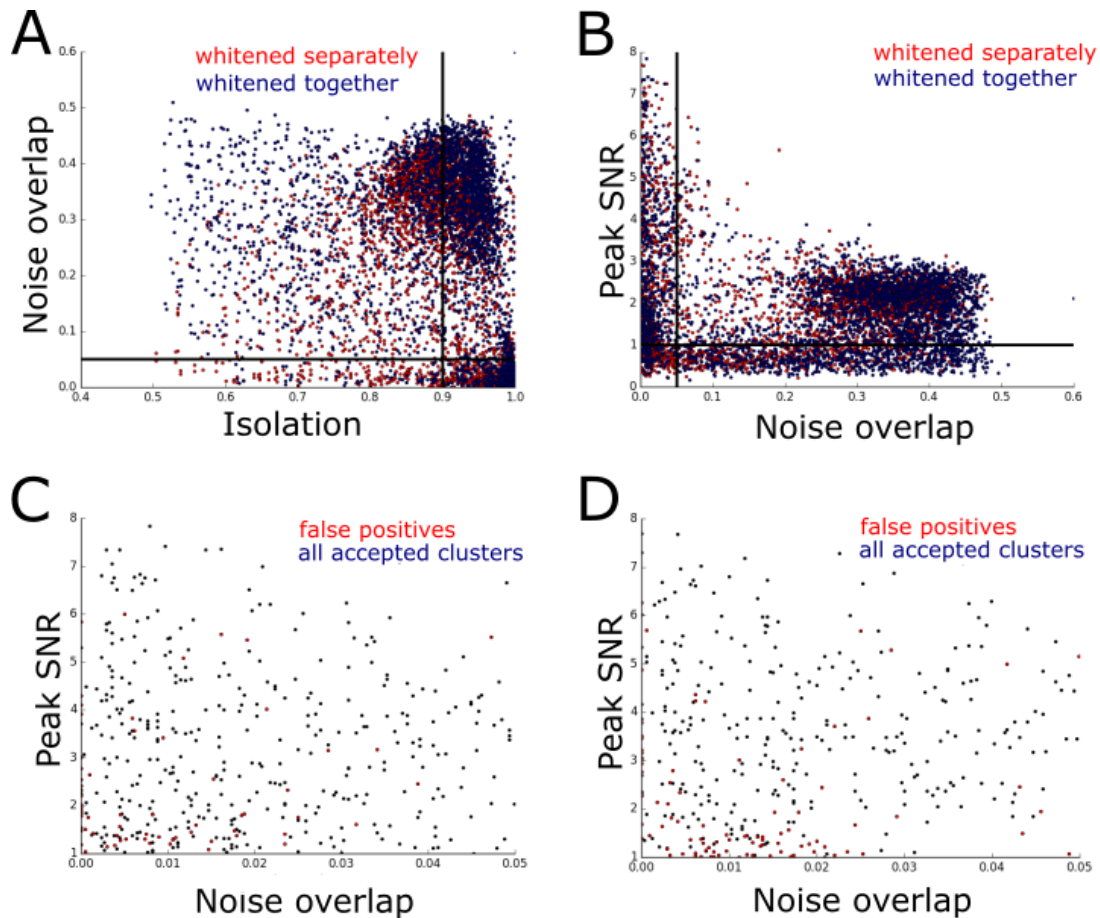 A
whitened separately
whitened together
Noise overlap
0.6
0.5
0.4
0.3
0.2
0.1
0.0
0.4 0.5 0.6 0.7 0.8 0.9 1.0
Isolation
B
whitened separately
whitened together
Peak SNR
8
7
6
5
4
3
2
1
0
0.0 0.1 0.2 0.3 0.4 0.5 0.6
Noise overlap
C
false positives
all accepted clusters
Peak SNR
8
7
6
5
4
3
2
1
0.00 0.01 0.02 0.03 0.04 0.05
Noise overlap
D
false positives
all accepted clusters
Peak SNR
8
7
6
5
4
3
2
1
0.00 0.01 0.02 0.03 0.04 0.05
Noise overlap